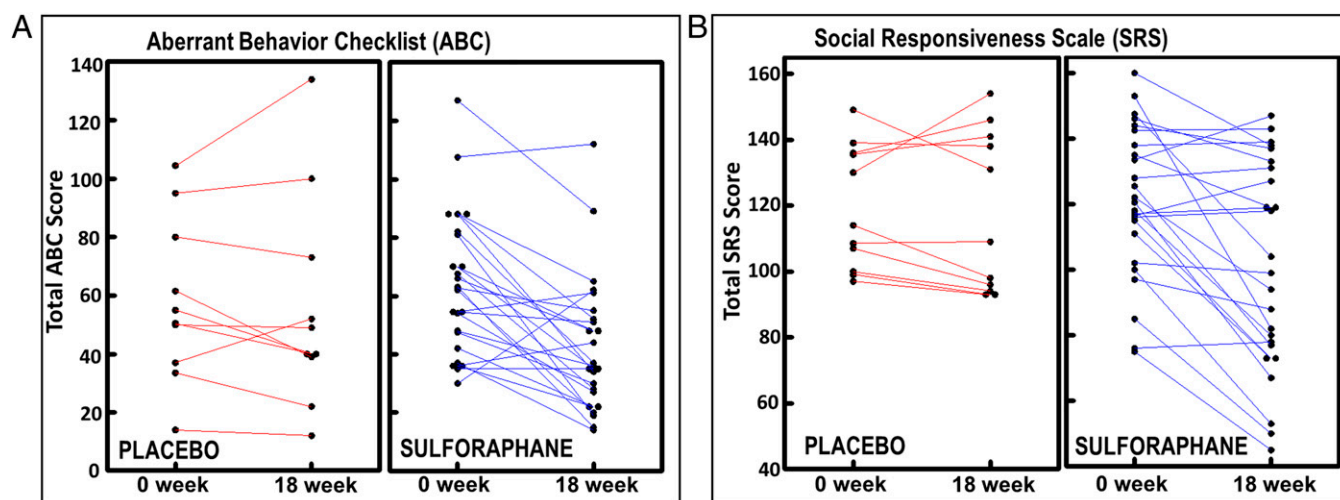 A
Aberrant Behavior Checklist (ABC)
Total ABC Score
140
120
100
80
60
40
20
0
PLACEBO
SULFORAPHANE
0 week
18 week
0 week
18 week
B
Social Responsiveness Scale (SRS)
Total SRS Score
160
140
120
100
80
60
40
PLACEBO
SULFORAPHANE
0 week
18 week
0 week
18 week